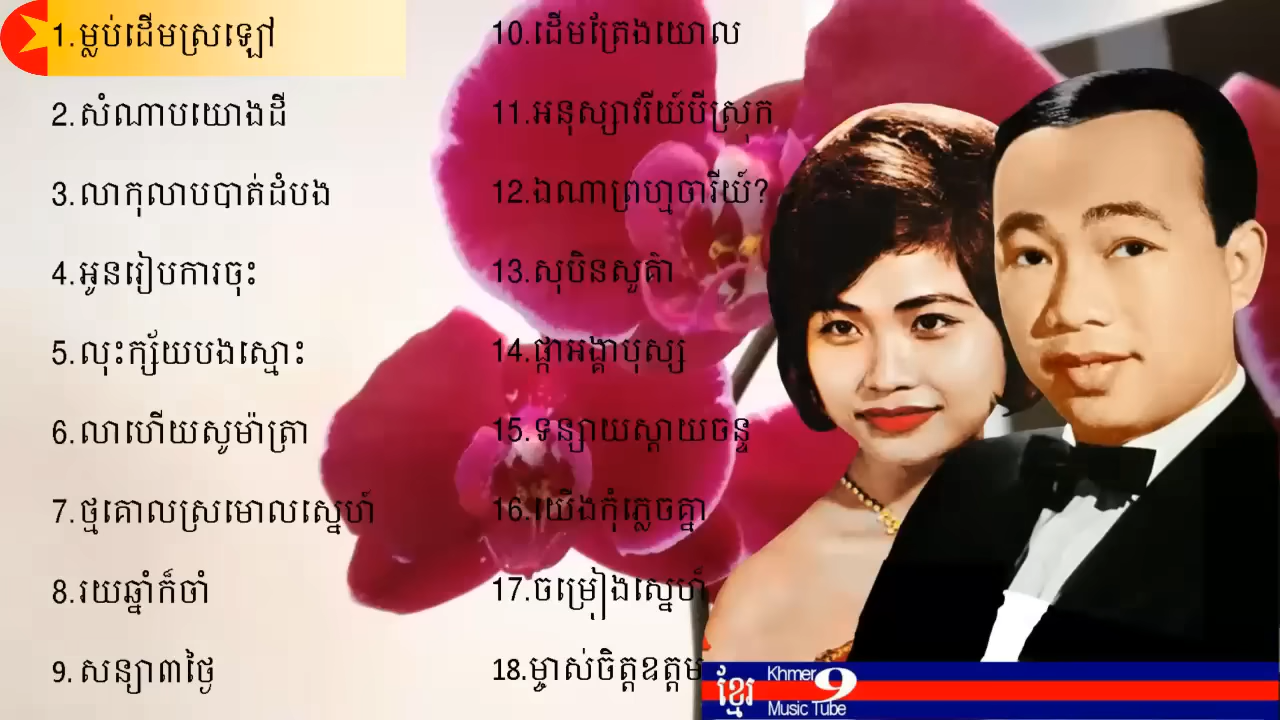 1.ម្លប់ដើមស្រឡៅ
2.សំណាបយោងដី
3.លាកុលាបបាត់ដំបង
4.អូនរៀបការចុះ
5.លុះក្ស័យបងស្មោះ
6.លាហើយសូម៉ាត្រា
7.ថ្មគោលស្រមោលស្នេហ៍
8.រយឆ្នាំក៏ចាំ
9.សន្យា៣ថ្ងៃ
10.ដើមត្រែងយោល
11.អនុស្សាវរីយ៍បីស្រុក
12.ឯណាព្រហ្មចារីយ៍?
13.សុបិនសួគ៌ា
14.ផ្កាអង្គាបុស្ស
15.ទន្សាយស្ដាយចន្ទ
16.យើងកុំភ្លេចគ្នា
17.ចម្រៀងស្នេហ៍
18.ម្ចាស់ចិត្តឧត្តម
ខ្មែរ Khmer 9 Music Tube